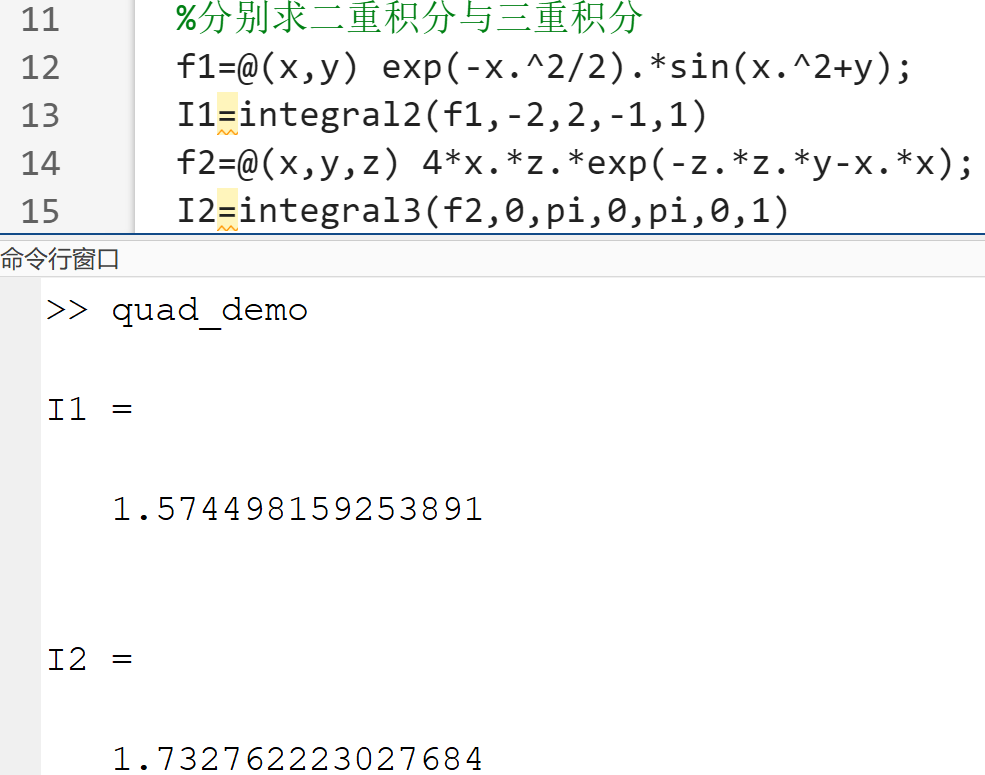 11 %分别求二重积分与三重积分
12 f1=@(x,y) exp(-x.^2/2).*sin(x.^2+y);
13 I1=integral2(f1,-2,2,-1,1)
14 f2=@(x,y,z) 4*x.*z.*exp(-z.*z.*y-x.*x);
15 I2=integral3(f2,0,pi,0,pi,0,1)
命令行窗口
>> quad_demo
I1 =
1.574498159253891
I2 =
1.732762223027684